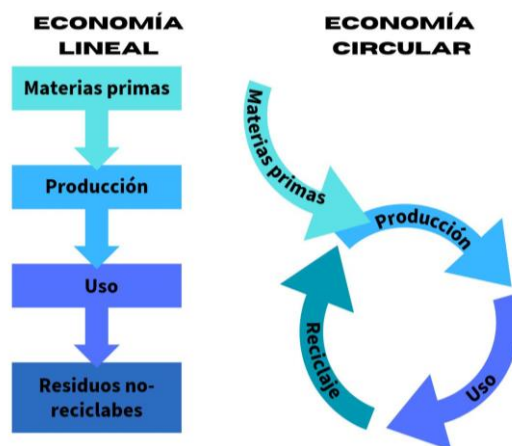 ECONOMÍA
LINEAL
Materias primas
Producción
Uso
Residuos no-
reciclabes
ECONOMÍA
CIRCULAR
Materias primas
Producción
Uso
Reciclaje